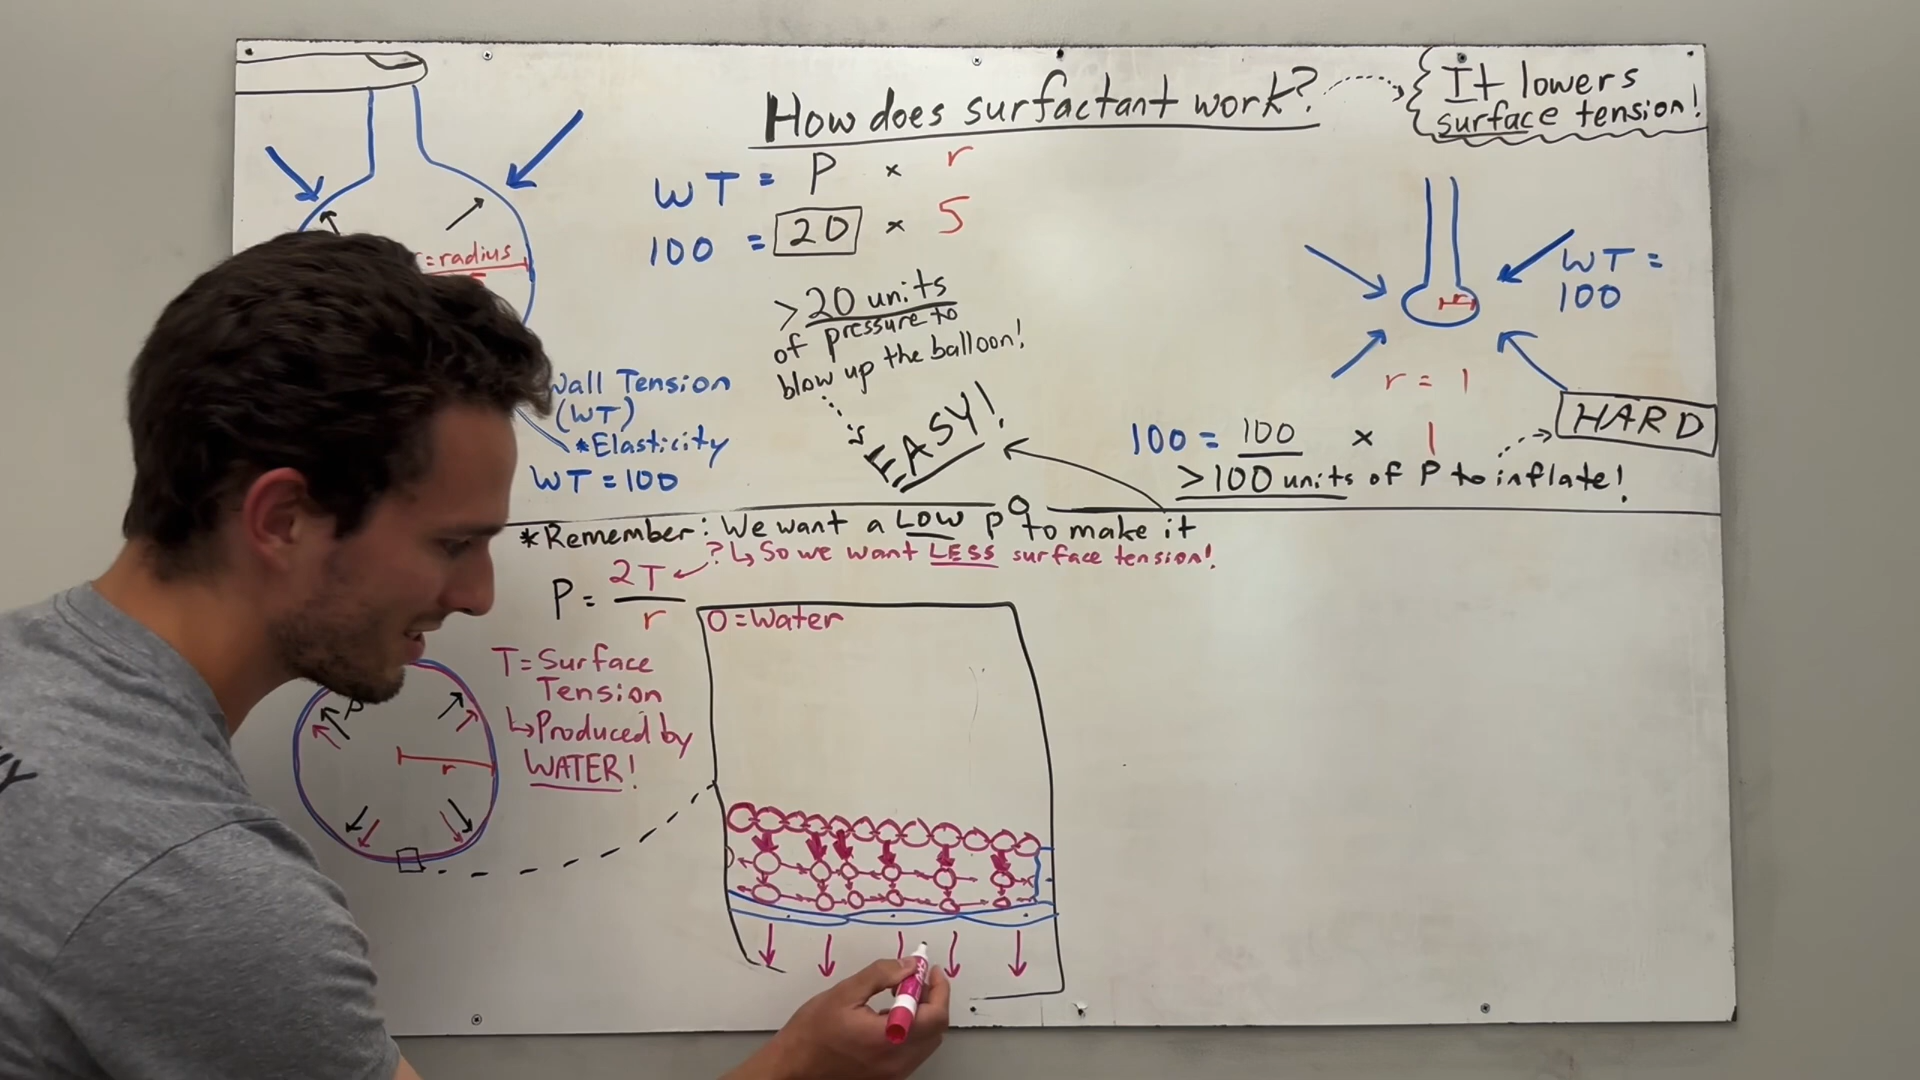 How does surfactant work?
It lowers
surface tension!
WT = P × r
100 = 20 × 5
= radius
> 20 units
of pressure to
blow up the balloon!
is
EASY!
Wall Tension
(WT)
*Elasticity
WT = 100
WT =
100
r
r = 1
HARD
100 = 100 × 1
> 100 units of P to inflate!
*Remember: We want a LOW P to make it
? ↳ So we want LESS surface tension!
P = 2T
r
O = Water
T = Surface
Tension
↳ Produced by
WATER!
P
r